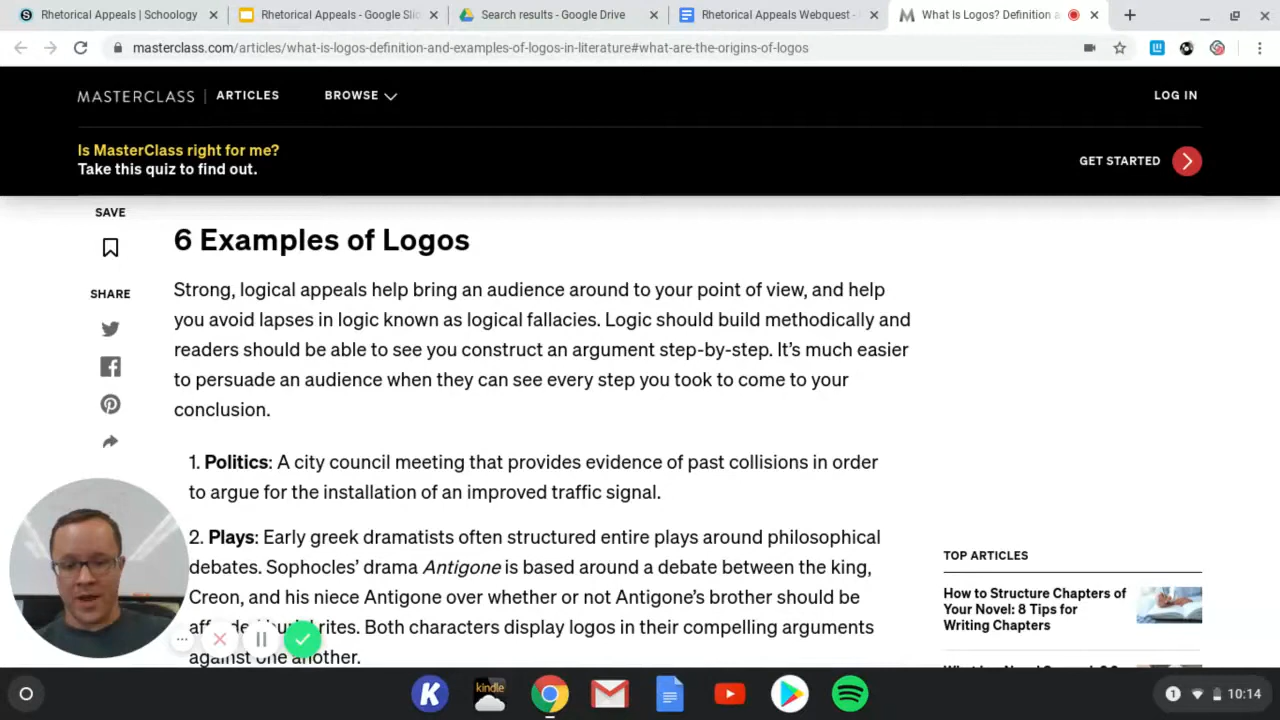 Rhetorical Appeals | Schoology
Rhetorical Appeals - Google Slid
Search results - Google Drive
Rhetorical Appeals Webquest -
What Is Logos? Definition a
masterclass.com/articles/what-is-logos-definition-and-examples-of-logos-in-literature#what-are-the-origins-of-logos
MASTERCLASS | ARTICLES BROWSE LOG IN
Is MasterClass right for me?
Take this quiz to find out.
GET STARTED
SAVE
SHARE
6 Examples of Logos
Strong, logical appeals help bring an audience around to your point of view, and help
you avoid lapses in logic known as logical fallacies. Logic should build methodically and
readers should be able to see you construct an argument step-by-step. It's much easier
to persuade an audience when they can see every step you took to come to your
conclusion.
1. Politics: A city council meeting that provides evidence of past collisions in order
to argue for the installation of an improved traffic signal.
2. Plays: Early greek dramatists often structured entire plays around philosophical
debates. Sophocles' drama Antigone is based around a debate between the king,
Creon, and his niece Antigone over whether or not Antigone's brother should be
rites. Both characters display logos in their compelling arguments
against one another.
TOP ARTICLES
How to Structure Chapters of
Your Novel: 8 Tips for
Writing Chapters
K
kindle
1
10:14